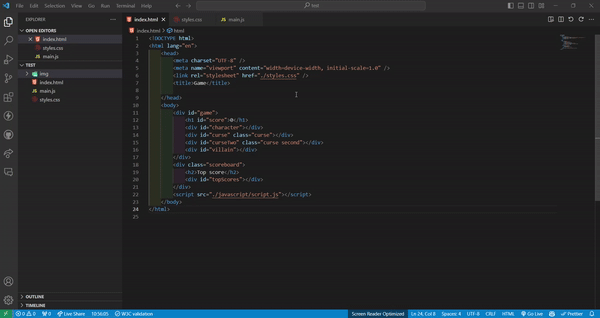 File Edit Selection View Go Run Terminal Help
test
EXPLORER
index.html
styles.css
main.js
OPEN EDITORS
index.html
styles.css
main.js
TEST
img
index.html
main.js
styles.css
OUTLINE
TIMELINE
index.html > html
1 <!DOCTYPE html>
2 <html lang="en">
3 <head>
4 <meta charset="UTF-8" />
5 <meta name="viewport" content="width=device-width, initial-scale=1.0" />
6 <link rel="stylesheet" href="./styles.css" />
7 <title>Game</title>
8
9 </head>
10 <body>
11 <div id="game">
12 <h1 id="score">0</h1>
13 <div id="character"></div>
14 <div id="curse" class="curse"></div>
15 <div id="curseTwo" class="curse second"></div>
16 <div id="villain"></div>
17 </div>
18 <div class="scoreboard">
19 <h2>Top score</h2>
20 <div id="topScores"></div>
21 </div>
22 <script src="./javascript/script.js"></script>
23 </body>
24 </html>
25
0 0 0 Live Share 10:56:05 W3C validation Screen Reader Optimized Ln 24, Col 8 Spaces: 4 UTF-8 CRLF HTML Go Live Prettier